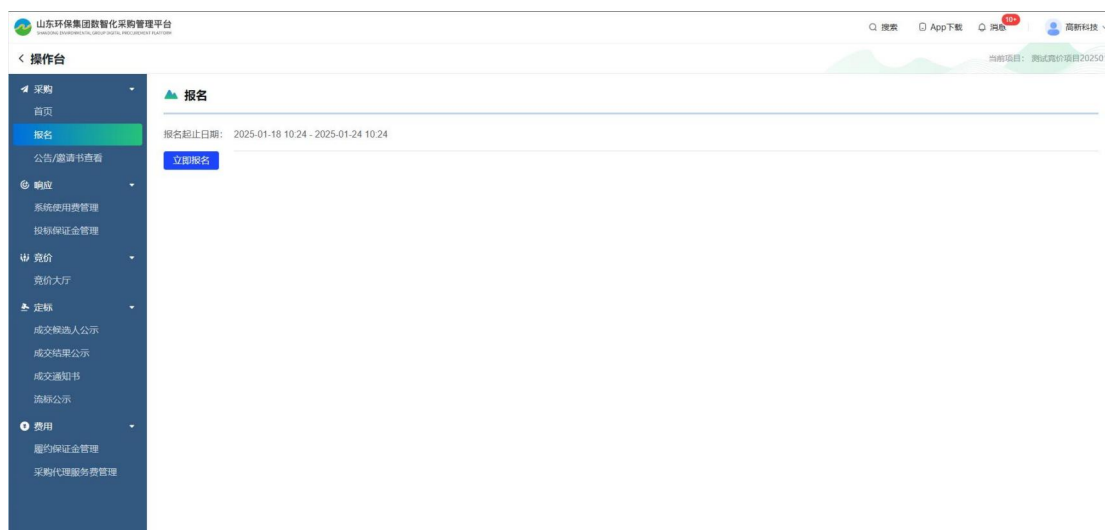 山东环保集团数智化采购管理平台
SHANDONG ENVIRONMENTAL GROUP DIGITAL PROCUREMENT PLATFORM
搜索
App下载
消息
10+
高新科技
操作台
当前项目： 测试竞价项目20250
采购
首页
报名
公告/邀请书查看
响应
系统使用费管理
投标保证金管理
竞价
竞价大厅
定标
成交候选人公示
成交结果公示
成交通知书
流标公示
费用
履约保证金管理
采购代理服务费管理
报名
报名起止日期： 2025-01-18 10:24 - 2025-01-24 10:24
立即报名